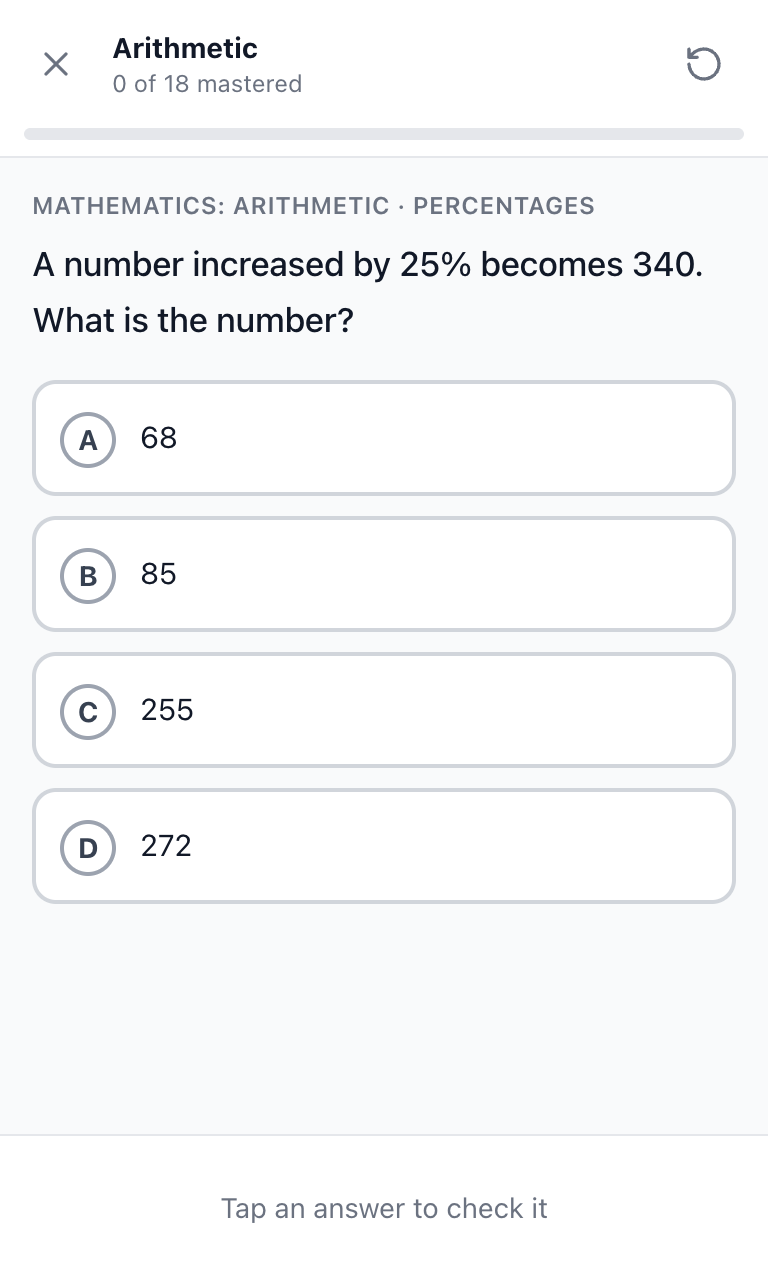 Arithmetic
0 of 18 mastered
MATHEMATICS: ARITHMETIC · PERCENTAGES
A number increased by 25% becomes 340.
What is the number?
A 68
B 85
C 255
D 272
Tap an answer to check it